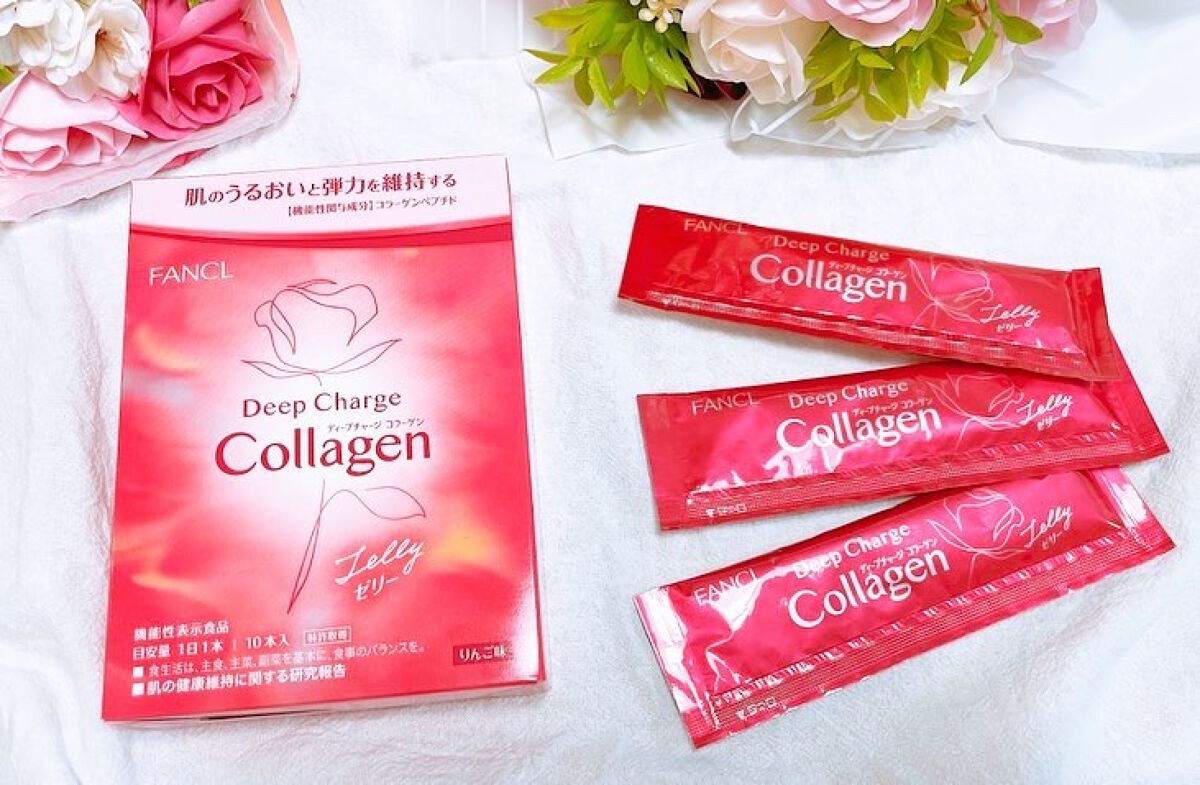 肌のうるおいと弾力を維持する
【機能性関与成分】コラーゲンペプチド
FANCL
Deep Charge
ディープチャージ コラーゲン
Collagen
Jelly
ゼリー
機能性表示食品
目安量 1日1本 | 10本入 特許取得
■食生活は、主食、主菜、副菜を基本に、食事のバランスを。
■肌の健康維持に関する研究報告
りんご味
FANCL
Deep Charge
ディープチャージ コラーゲン
Collagen
Jelly
ゼリー
FANCL
Deep Charge
ディープチャージ コラーゲン
Collagen
Jelly
ゼリー
FANCL
Deep Charge
ディープチャージ コラーゲン
Collagen
Jelly
ゼリー